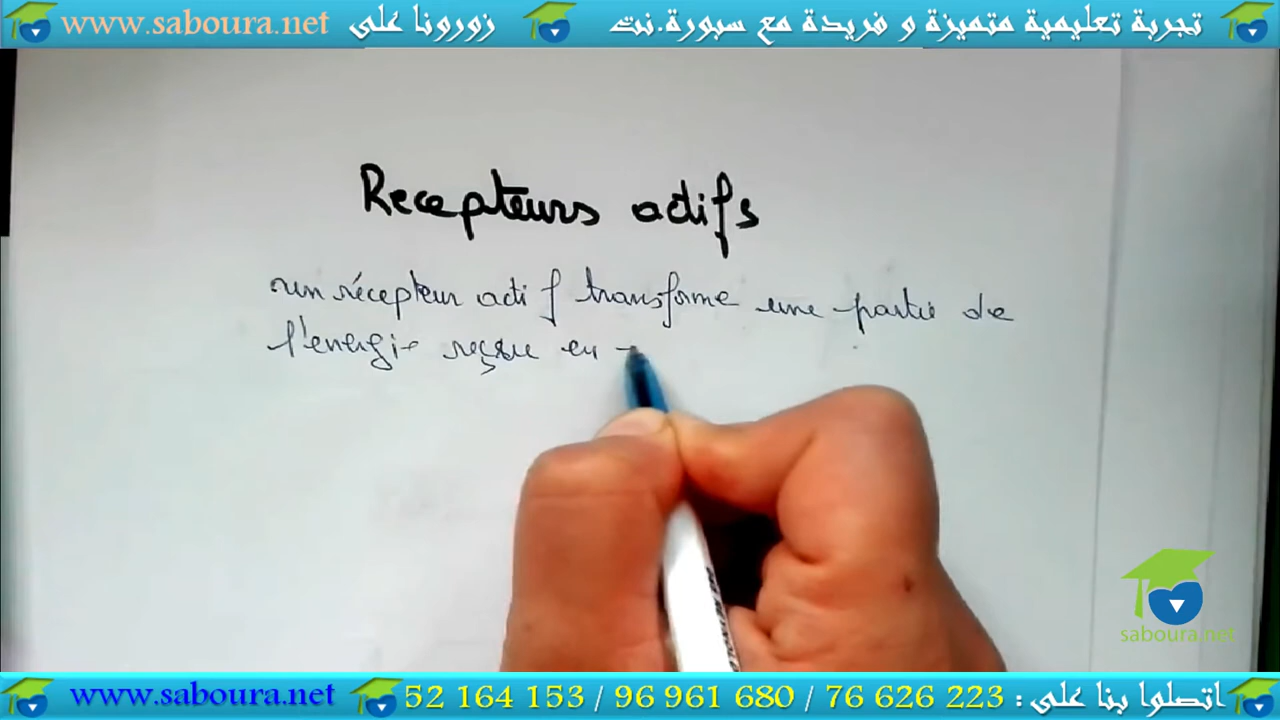 تجربة تعليمية متميزة و فريدة مع سبورة.نت زورونا على www.saboura.net
Recepteurs actifs
un récepteur actif transforme une partie de
l'énergie reçue en
saboura.net
اتصلوا بنا على : 52 164 153 / 96 961 680 / 76 626 223 www.saboura.net